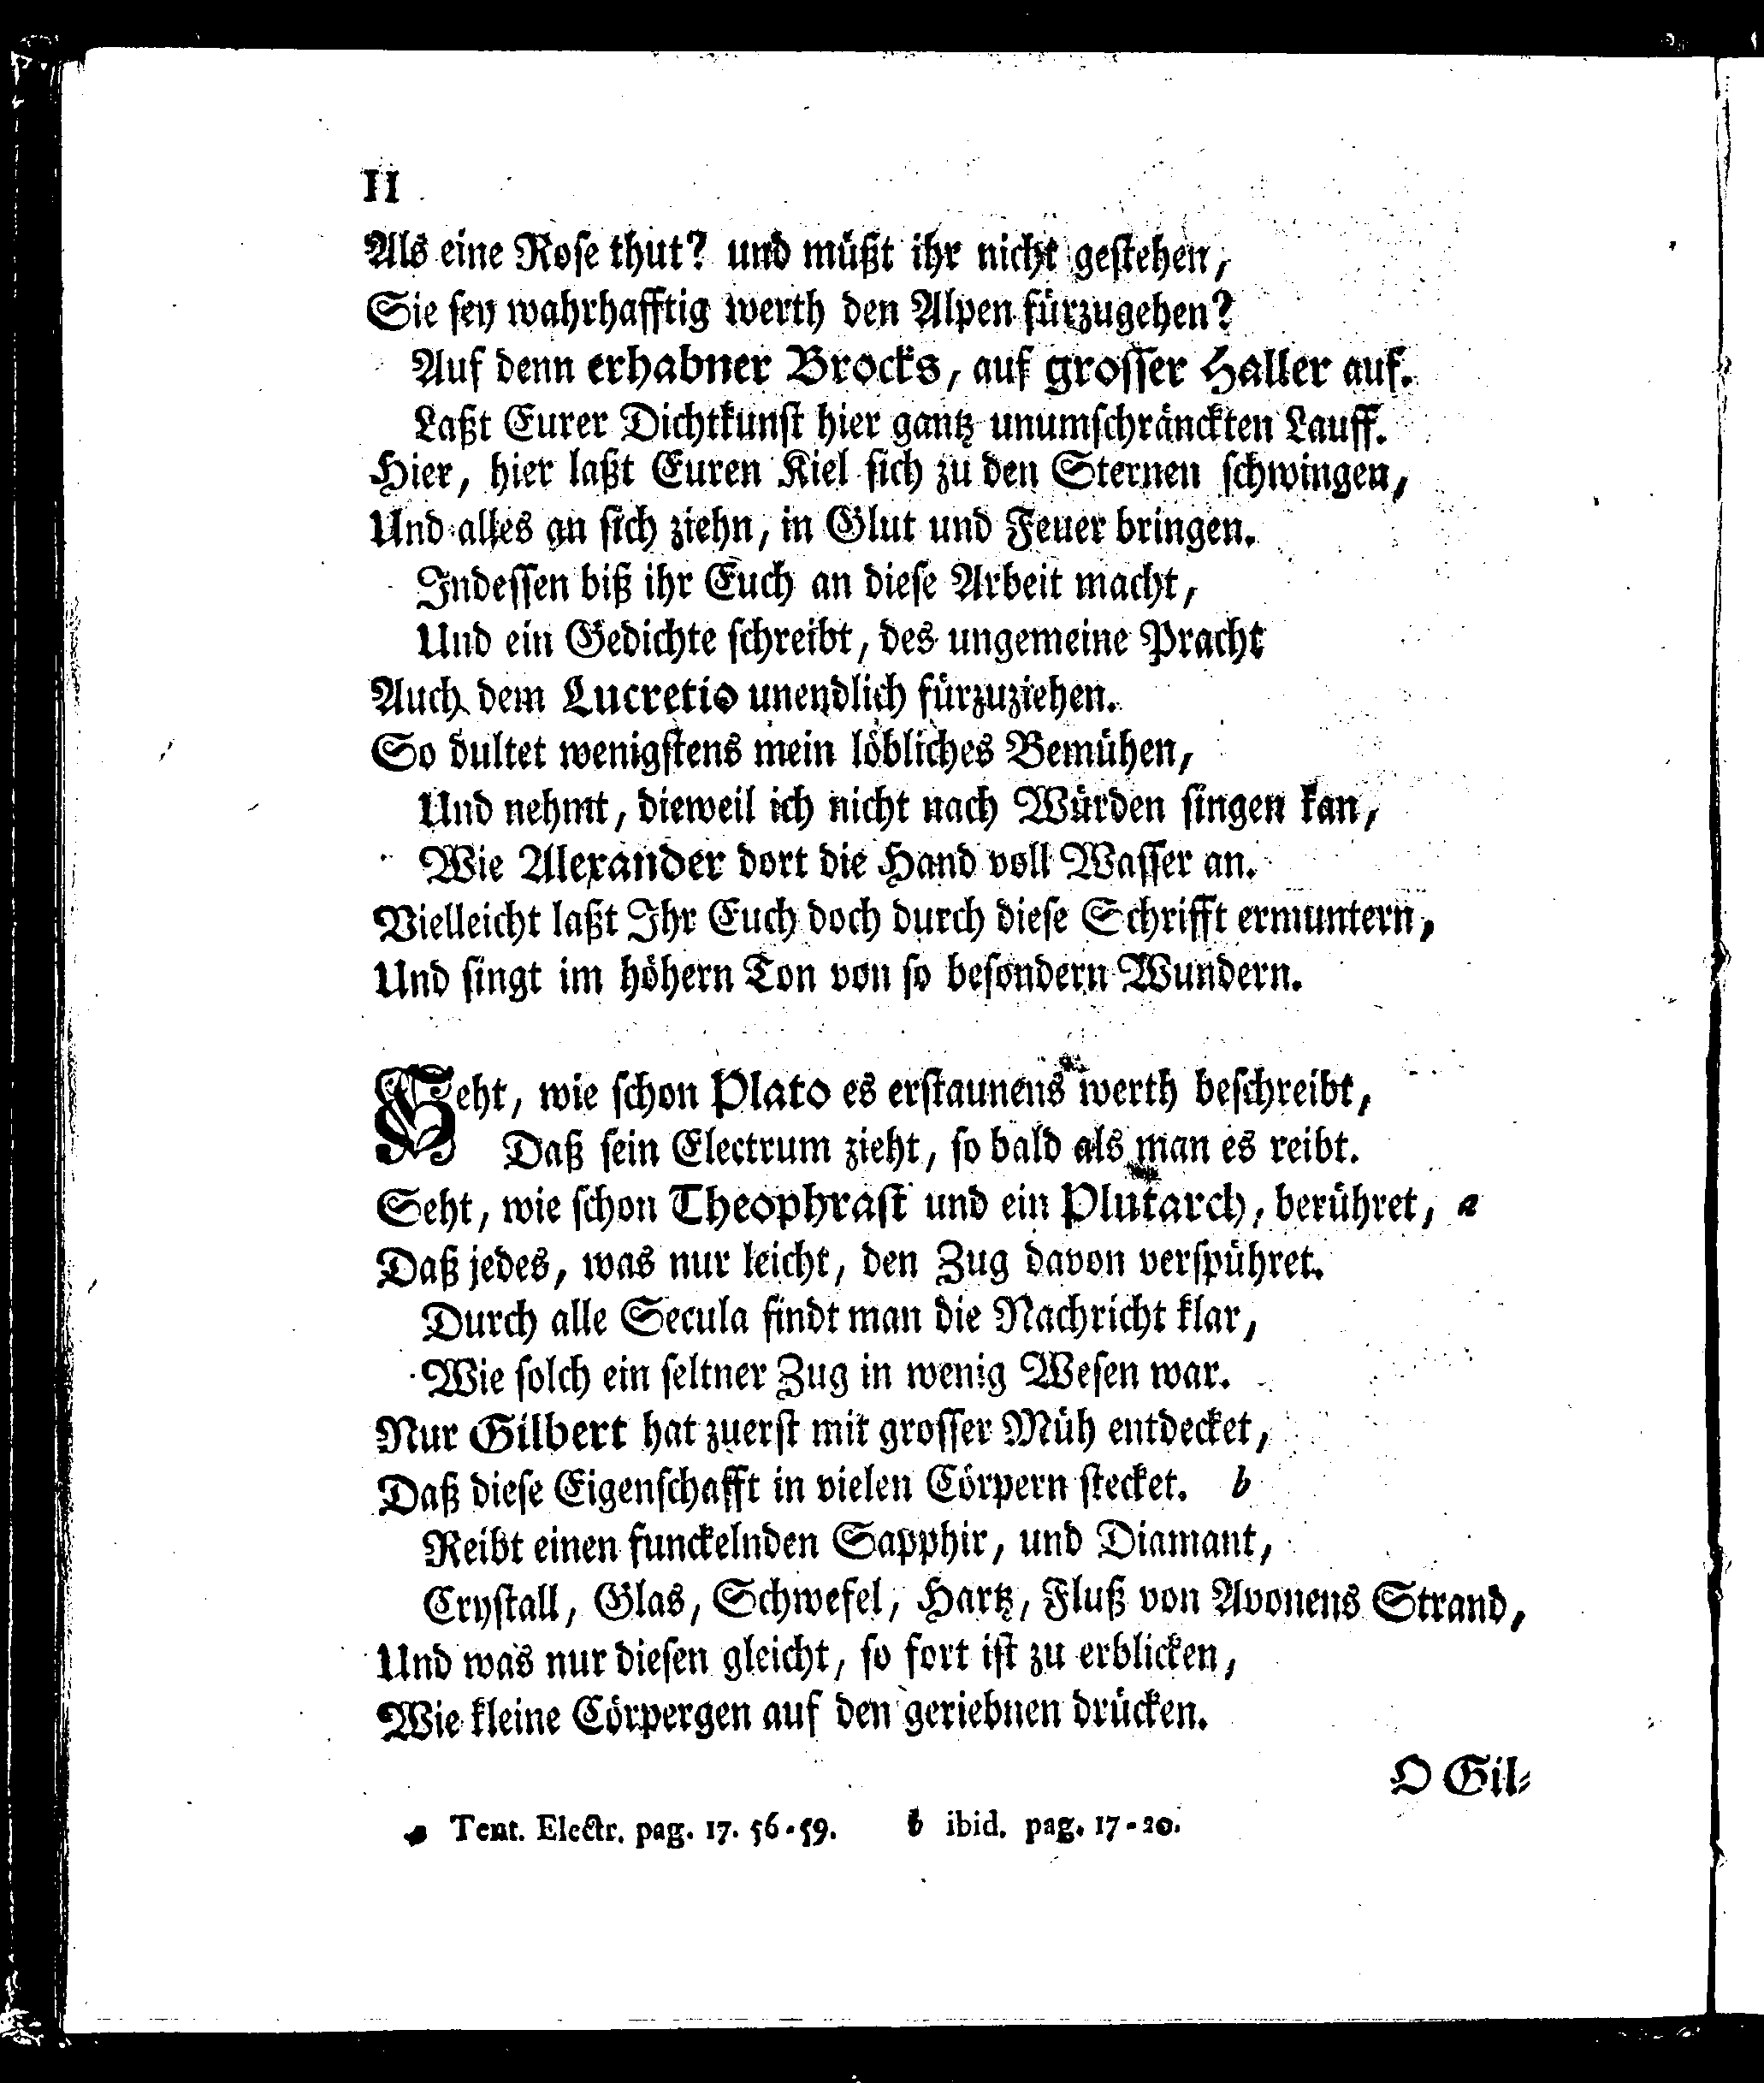 II
Als eine Rose thut? und müßt ihr nicht gestehen,
Sie sey wahrhafftig werth den Alpen fürzugehen?
Auf denn erhabner Brocks, auf grosser Haller auf.
Laßt Eurer Dichtkunst hier gantz unumschränckten Lauff.
Hier, hier laßt Euren Kiel sich zu den Sternen schwingen,
Und alles an sich ziehn, in Glut und Feuer bringen.
Indessen biß ihr Euch an diese Arbeit macht,
Und ein Gedichte schreibt, des ungemeine Pracht
Auch dem Lucretio unendlich fürzuziehen.
So dultet wenigstens mein löbliches Bemühen,
Und nehmt, dieweil ich nicht nach Würden singen kan,
Wie Alexander dort die Hand voll Wasser an.
Vielleicht laßt Ihr Euch doch durch diese Schrifft ermuntern,
Und singt im höhern Ton von so besondern Wundern.
Seht, wie schon Plato es erstaunens werth beschreibt,
Daß sein Electrum zieht, so bald als man es reibt.
Seht, wie schon Theophrast und ein Plutarch, berühret, a
Daß jedes, was nur leicht, den Zug davon verspühret.
Durch alle Secula findt man die Nachricht klar,
Wie solch ein seltner Zug in wenig Wesen war.
Nur Gilbert hat zuerst mit grosser Müh entdecket,
Daß diese Eigenschafft in vielen Cörpern stecket. b
Reibt einen funckelnden Sapphir, und Diamant,
Crystall, Glas, Schwefel, Hartz, Fluß von Avonens Strand,
Und was nur diesen gleicht, so fort ist zu erblicken,
Wie kleine Cörpergen auf den geriebnen drücken.
O Gil-
a Tent. Electr. pag. 17. 56-59. b ibid. pag. 17-20.